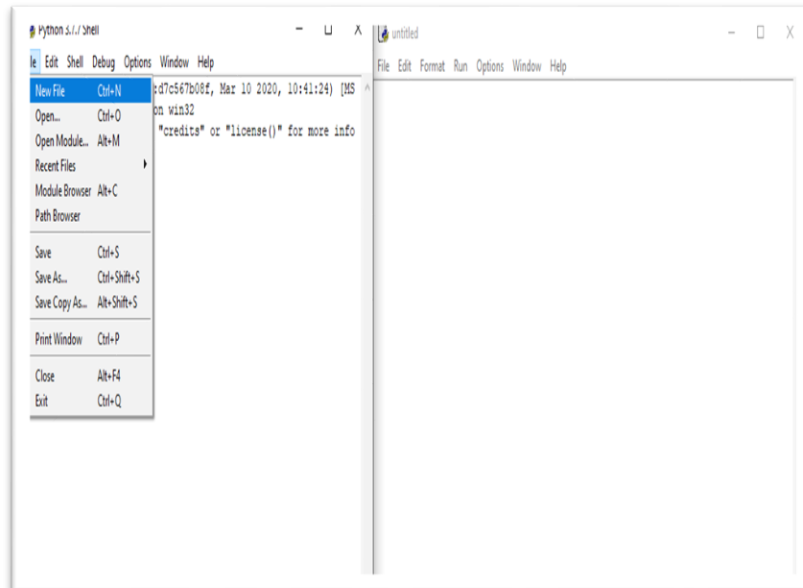 Python 3.7.7 Shell
le Edit Shell Debug Options Window Help
New File Ctrl+N
Open... Ctrl+O
Open Module... Alt+M
Recent Files
Module Browser Alt+C
Path Browser
Save Ctrl+S
Save As... Ctrl+Shift+S
Save Copy As... Alt+Shift+S
Print Window Ctrl+P
Close Alt+F4
Exit Ctrl+Q
:d7c567b08f, Mar 10 2020, 10:41:24) [MS
on win32
"credits" or "license()" for more info
untitled
File Edit Format Run Options Window Help